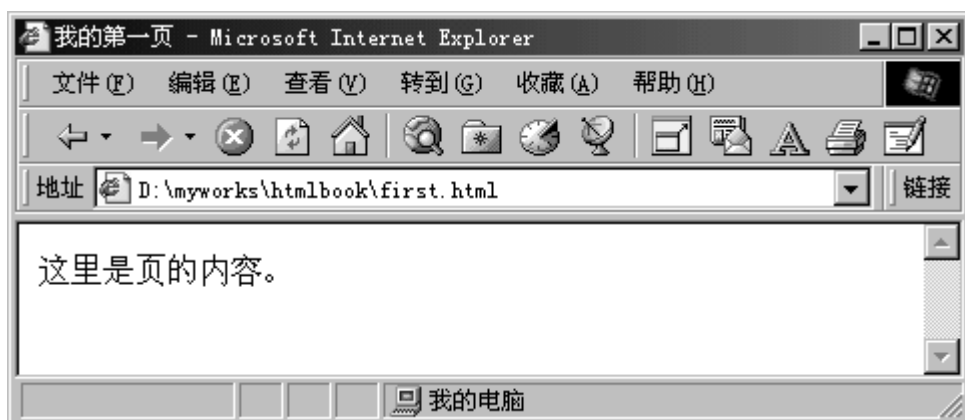 我的第一页 - Microsoft Internet Explorer
文件(F) 编辑(E) 查看(V) 转到(G) 收藏(A) 帮助(H)
地址 D:\myworks\htmlbook\first.html 链接
这里是页的内容。
我的电脑